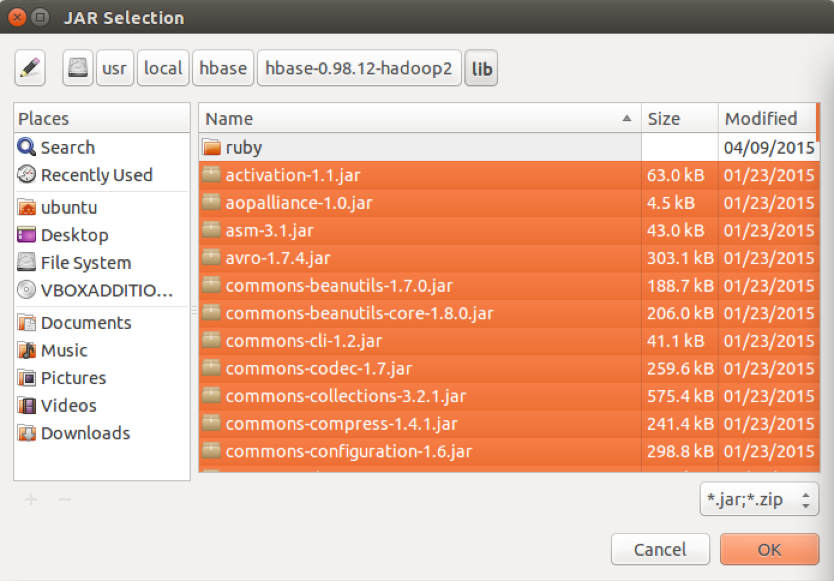 JAR Selection
usr local hbase hbase-0.98.12-hadoop2 lib
Places
Search
Recently Used
ubuntu
Desktop
File System
VBOXADDITIO...
Documents
Music
Pictures
Videos
Downloads
Name Size Modified
ruby 04/09/2015
activation-1.1.jar 63.0 kB 01/23/2015
aopalliance-1.0.jar 4.5 kB 01/23/2015
asm-3.1.jar 43.0 kB 01/23/2015
avro-1.7.4.jar 303.1 kB 01/23/2015
commons-beanutils-1.7.0.jar 188.7 kB 01/23/2015
commons-beanutils-core-1.8.0.jar 206.0 kB 01/23/2015
commons-cli-1.2.jar 41.1 kB 01/23/2015
commons-codec-1.7.jar 259.6 kB 01/23/2015
commons-collections-3.2.1.jar 575.4 kB 01/23/2015
commons-compress-1.4.1.jar 241.4 kB 01/23/2015
commons-configuration-1.6.jar 298.8 kB 01/23/2015
*.jar;*.zip
Cancel OK